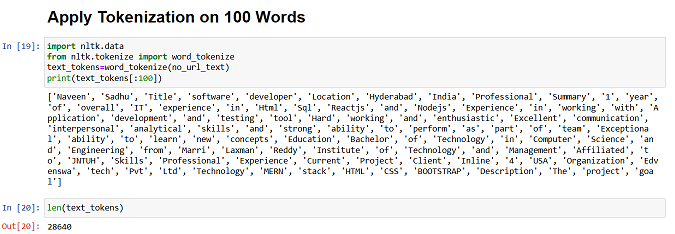 Apply Tokenization on 100 Words
In [19]: import nltk.data
from nltk.tokenize import word_tokenize
text_tokens=word_tokenize(no_url_text)
print(text_tokens[:100])
['Naveen', 'Sadhu', 'Title', 'software', 'developer', 'Location', 'Hyderabad', 'India', 'Professional', 'Summary', '1', 'year',
'of', 'overall', 'IT', 'experience', 'in', 'Html', 'Sql', 'Reactjs', 'and', 'Nodejs', 'Experience', 'in', 'working', 'with', 'A
pplication', 'development', 'and', 'testing', 'tool', 'Hard', 'working', 'and', 'enthusiastic', 'Excellent', 'communication',
'interpersonal', 'analytical', 'skills', 'and', 'strong', 'ability', 'to', 'perform', 'as', 'part', 'of', 'team', 'Exceptiona
l', 'ability', 'to', 'learn', 'new', 'concepts', 'Education', 'Bachelor', 'of', 'Technology', 'in', 'Computer', 'Science', 'an
d', 'Engineering', 'from', 'Marri', 'Laxman', 'Reddy', 'Institute', 'of', 'Technology', 'and', 'Management', 'Affiliated', 't
o', 'JNTUH', 'Skills', 'Professional', 'Experience', 'Current', 'Project', 'Client', 'Inline', '4', 'USA', 'Organization', 'Edv
enswa', 'tech', 'Pvt', 'Ltd', 'Technology', 'MERN', 'stack', 'HTML', 'CSS', 'BOOTSTRAP', 'Description', 'The', 'project', 'goa
l']
In [20]: len(text_tokens)
Out[20]: 28640